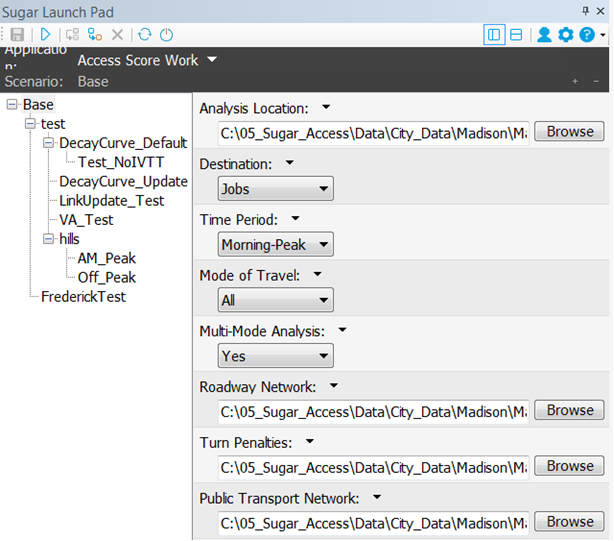 Sugar Launch Pad
Application:
Access Score Work
Scenario: Base
Base
test
DecayCurve_Default
Test_NoIVTT
DecayCurve_Update
LinkUpdate_Test
VA_Test
hills
AM_Peak
Off_Peak
FrederickTest
Analysis Location:
C:\05_Sugar_Access\Data\City_Data\Madison\Ma Browse
Destination:
Jobs
Time Period:
Morning-Peak
Mode of Travel:
All
Multi-Mode Analysis:
Yes
Roadway Network:
C:\05_Sugar_Access\Data\City_Data\Madison\Ma Browse
Turn Penalties:
C:\05_Sugar_Access\Data\City_Data\Madison\Ma Browse
Public Transport Network:
C:\05_Sugar_Access\Data\City_Data\Madison\Ma Browse